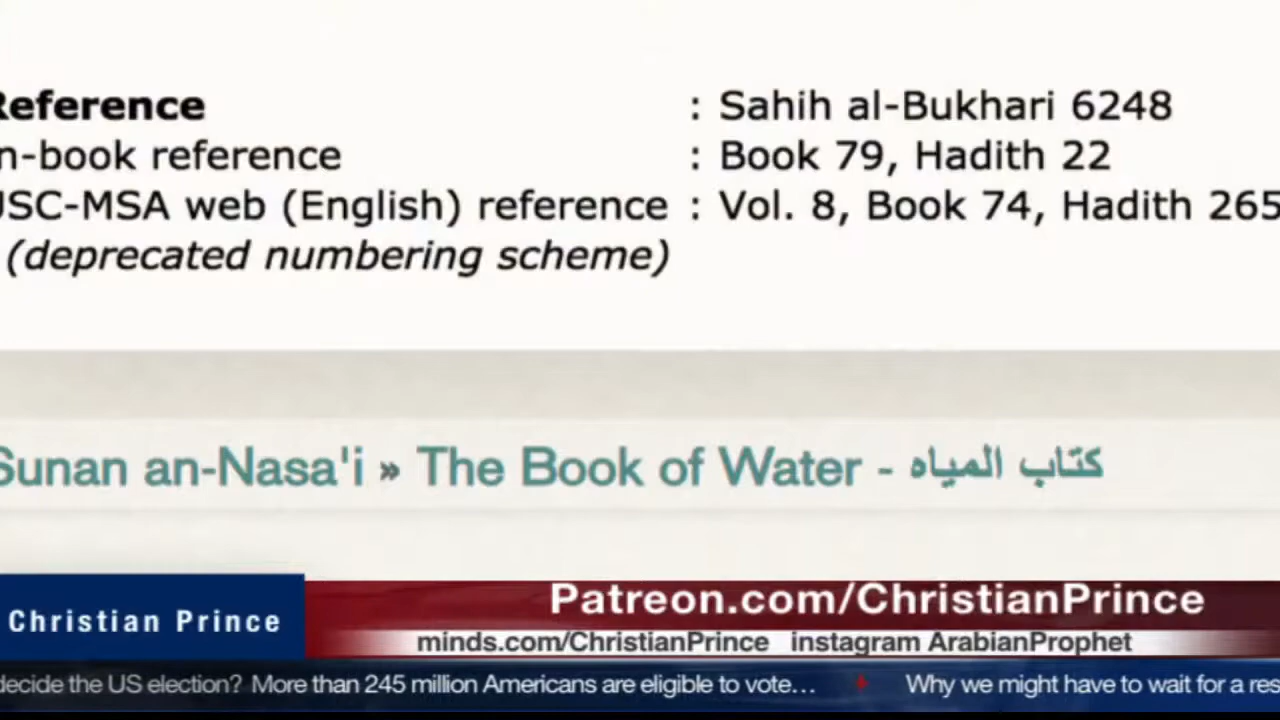 Reference : Sahih al-Bukhari 6248
n-book reference : Book 79, Hadith 22
USC-MSA web (English) reference : Vol. 8, Book 74, Hadith 265
(deprecated numbering scheme)
Sunan an-Nasa'i » The Book of Water - كتاب المياه
Christian Prince
Patreon.com/ChristianPrince
minds.com/ChristianPrince instagram ArabianProphet
decide the US election? More than 245 million Americans are eligible to vote... Why we might have to wait for a res